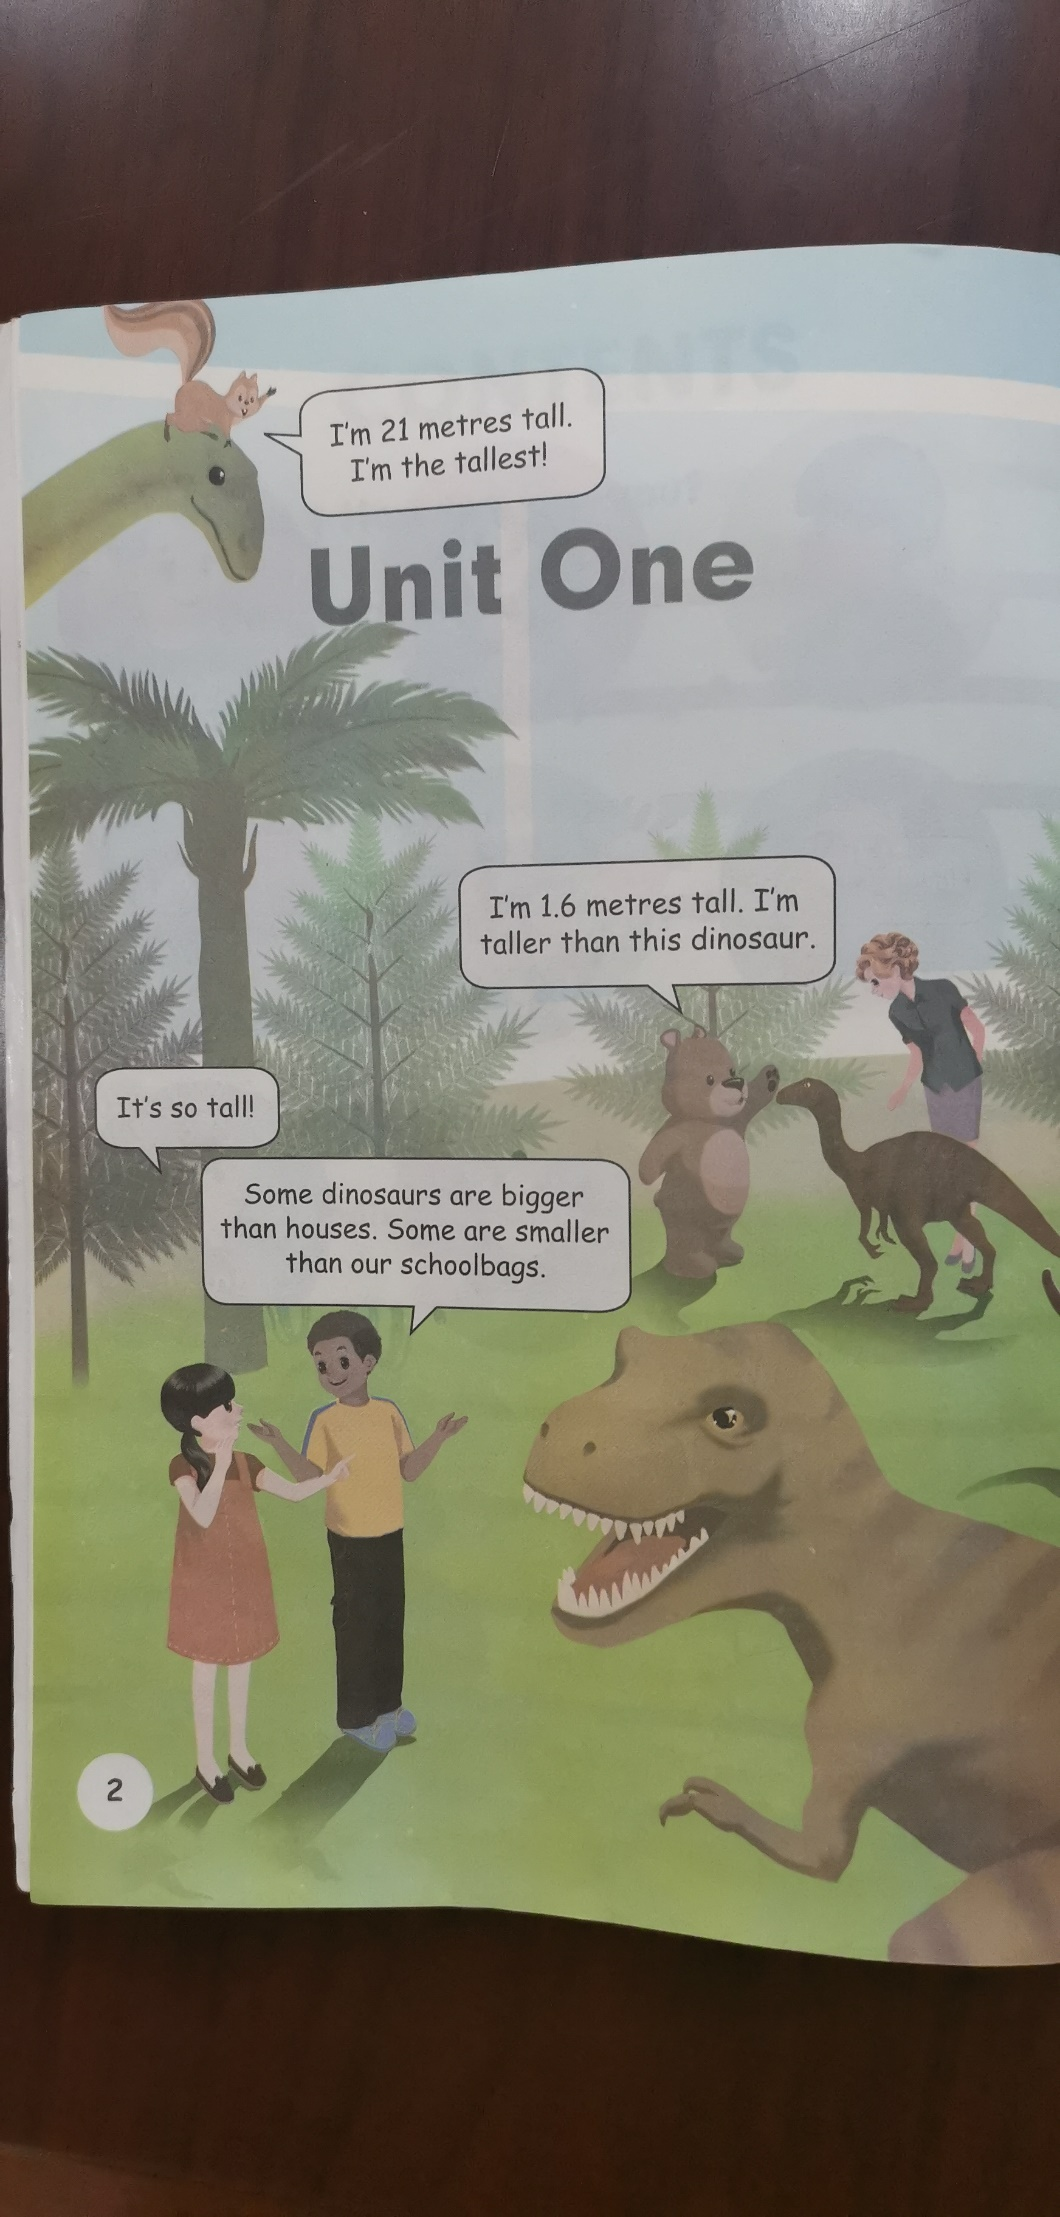 I'm 21 metres tall.
I'm the tallest!
Unit One
I'm 1.6 metres tall. I'm
taller than this dinosaur.
It's so tall!
Some dinosaurs are bigger
than houses. Some are smaller
than our schoolbags.
2